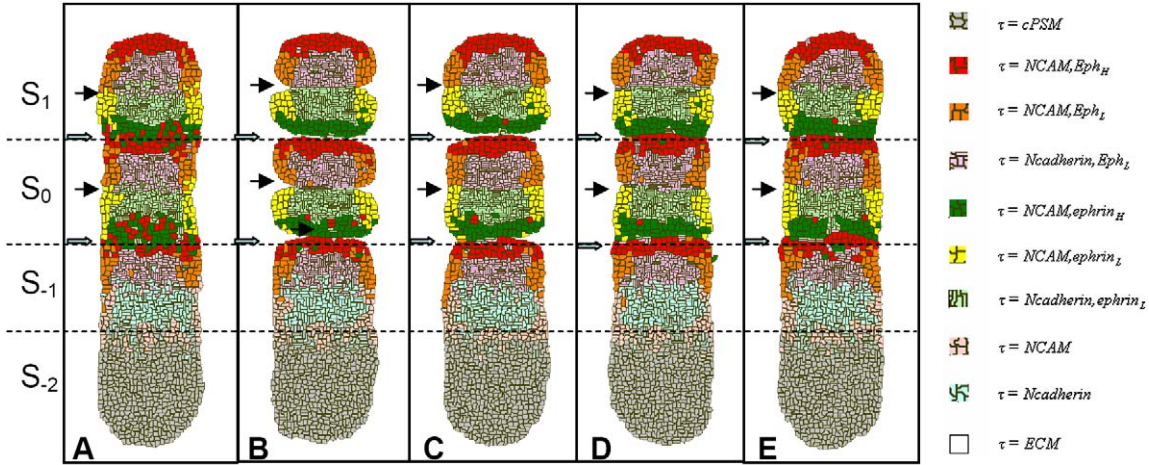 S1
S0
S-1
S-2
A
B
C
D
E
τ = cPSM
τ = NCAM,EphH
τ = NCAM,EphL
τ = Ncadherin,EphL
τ = NCAM,ephrinH
τ = NCAM,ephrinL
τ = Ncadherin,ephrinL
τ = NCAM
τ = Ncadherin
τ = ECM